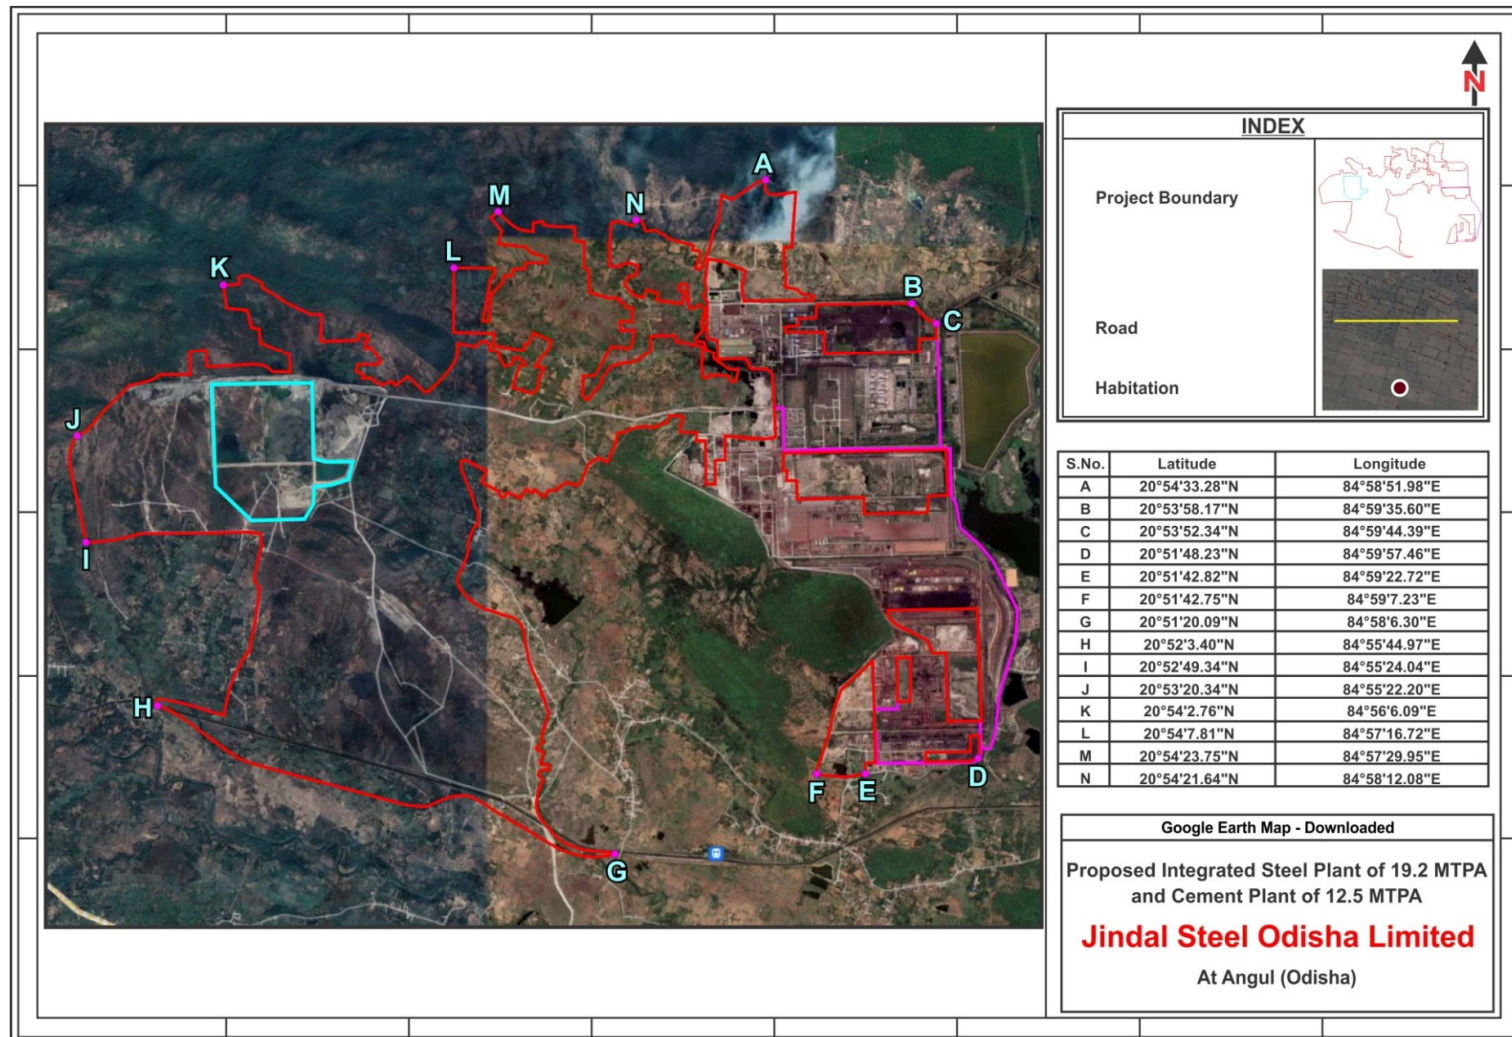 N
INDEX
Project Boundary
Road
Habitation
A
M
N
L
K
B
C
J
I
H
F
E
D
G
S.No. Latitude Longitude
A 20°54'33.28"N 84°58'51.98"E
B 20°53'58.17"N 84°59'35.60"E
C 20°53'52.34"N 84°59'44.39"E
D 20°51'48.23"N 84°59'57.46"E
E 20°51'42.82"N 84°59'22.72"E
F 20°51'42.75"N 84°59'7.23"E
G 20°51'20.09"N 84°58'6.30"E
H 20°52'3.40"N 84°55'44.97"E
I 20°52'49.34"N 84°55'24.04"E
J 20°53'20.34"N 84°55'22.20"E
K 20°54'2.76"N 84°56'6.09"E
L 20°54'7.81"N 84°57'16.72"E
M 20°54'23.75"N 84°57'29.95"E
N 20°54'21.64"N 84°58'12.08"E
Google Earth Map - Downloaded
Proposed Integrated Steel Plant of 19.2 MTPA
and Cement Plant of 12.5 MTPA
Jindal Steel Odisha Limited
At Angul (Odisha)